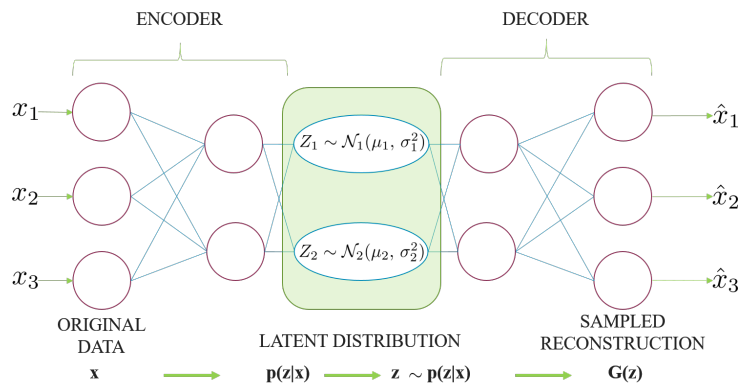 ENCODER
DECODER
x₁
x₂
x₃
Z₁ ∼ 𝒩₁(μ₁, σ₁²)
Z₂ ∼ 𝒩₂(μ₂, σ₂²)
x̂₁
x̂₂
x̂₃
ORIGINAL
DATA
LATENT DISTRIBUTION
SAMPLED
RECONSTRUCTION
x
p(z|x)
z ∼ p(z|x)
G(z)